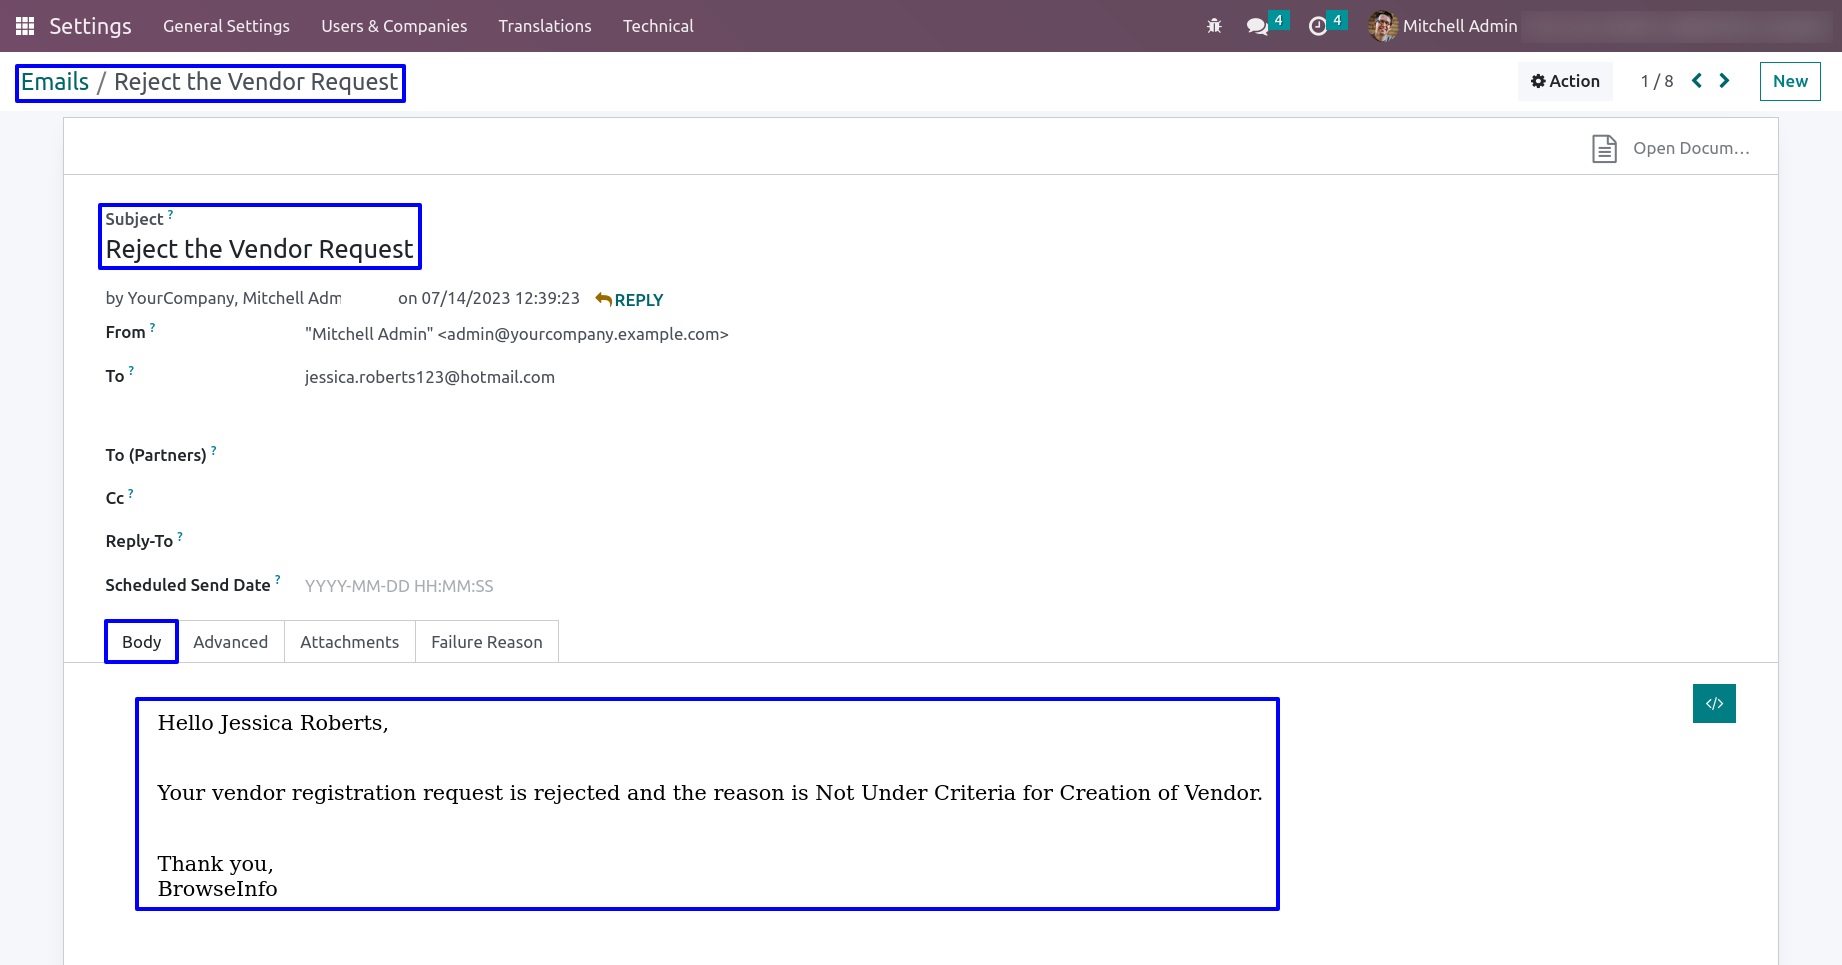 Settings General Settings Users & Companies Translations Technical 4 4 Mitchell Admin
Emails / Reject the Vendor Request Action 1 / 8 New
Open Docum...
Subject ?
Reject the Vendor Request
by YourCompany, Mitchell Adm on 07/14/2023 12:39:23 REPLY
From ? "Mitchell Admin" <admin@yourcompany.example.com>
To ? jessica.roberts123@hotmail.com
To (Partners) ?
Cc ?
Reply-To ?
Scheduled Send Date ? YYYY-MM-DD HH:MM:SS
Body Advanced Attachments Failure Reason
</>
Hello Jessica Roberts,
Your vendor registration request is rejected and the reason is Not Under Criteria for Creation of Vendor.
Thank you,
BrowseInfo